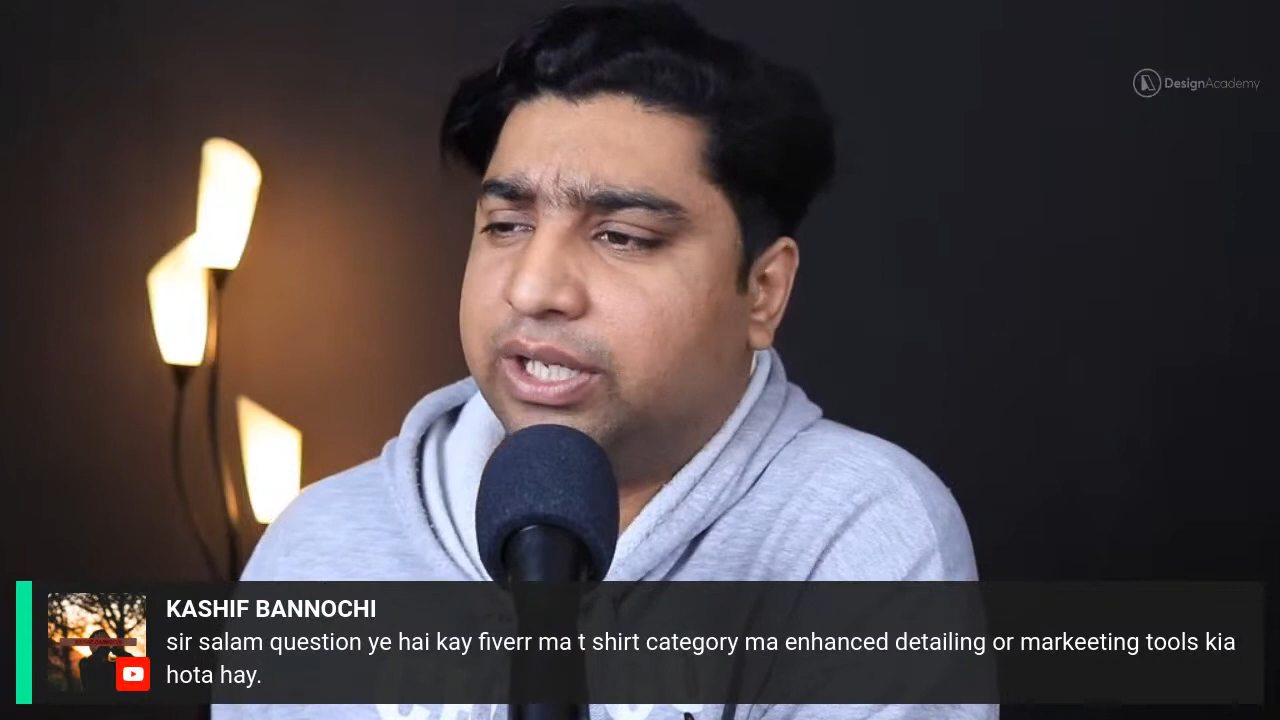 DesignAcademy
KASHIF BANNOCHI
sir salam question ye hai kay fiverr ma t shirt category ma enhanced detailing or markeeting tools kia
hota hay.